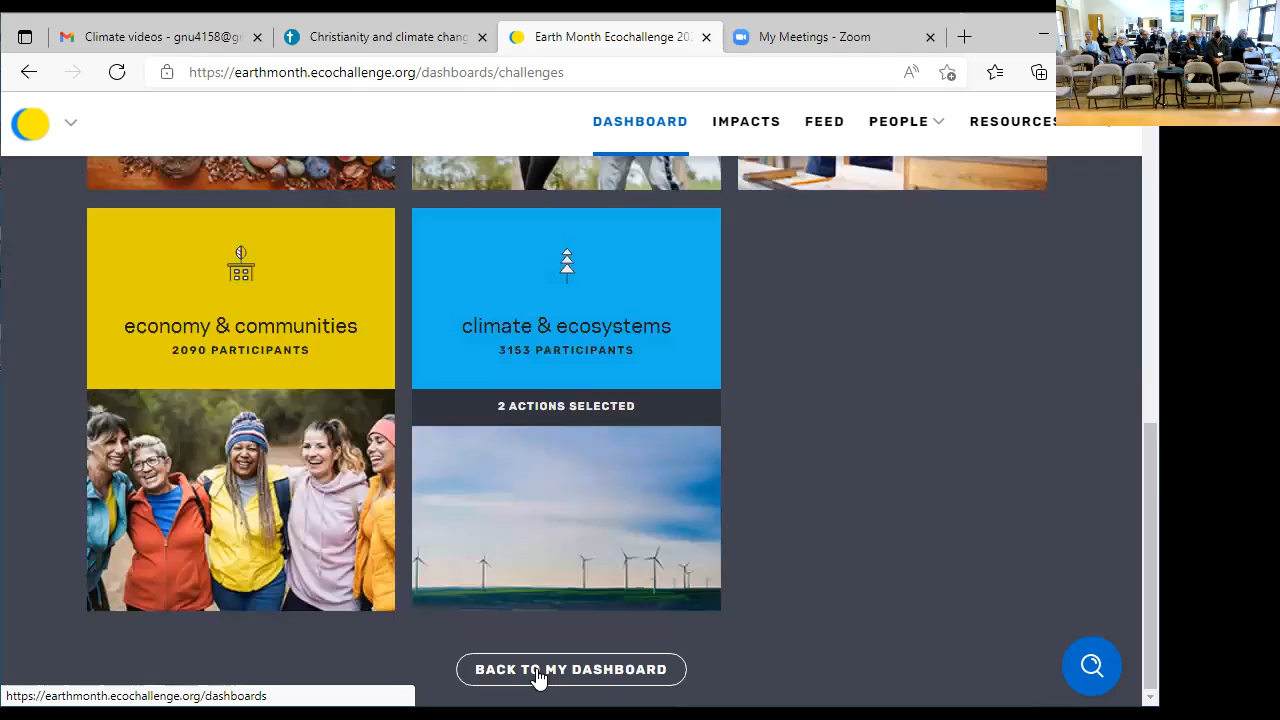 Climate videos - gnu4158@g
Christianity and climate chang
Earth Month Ecochallenge 202
My Meetings - Zoom
https://earthmonth.ecochallenge.org/dashboards/challenges
DASHBOARD
IMPACTS
FEED
PEOPLE
RESOURCES
economy & communities
2090 PARTICIPANTS
climate & ecosystems
3153 PARTICIPANTS
2 ACTIONS SELECTED
BACK TO MY DASHBOARD
https://earthmonth.ecochallenge.org/dashboards